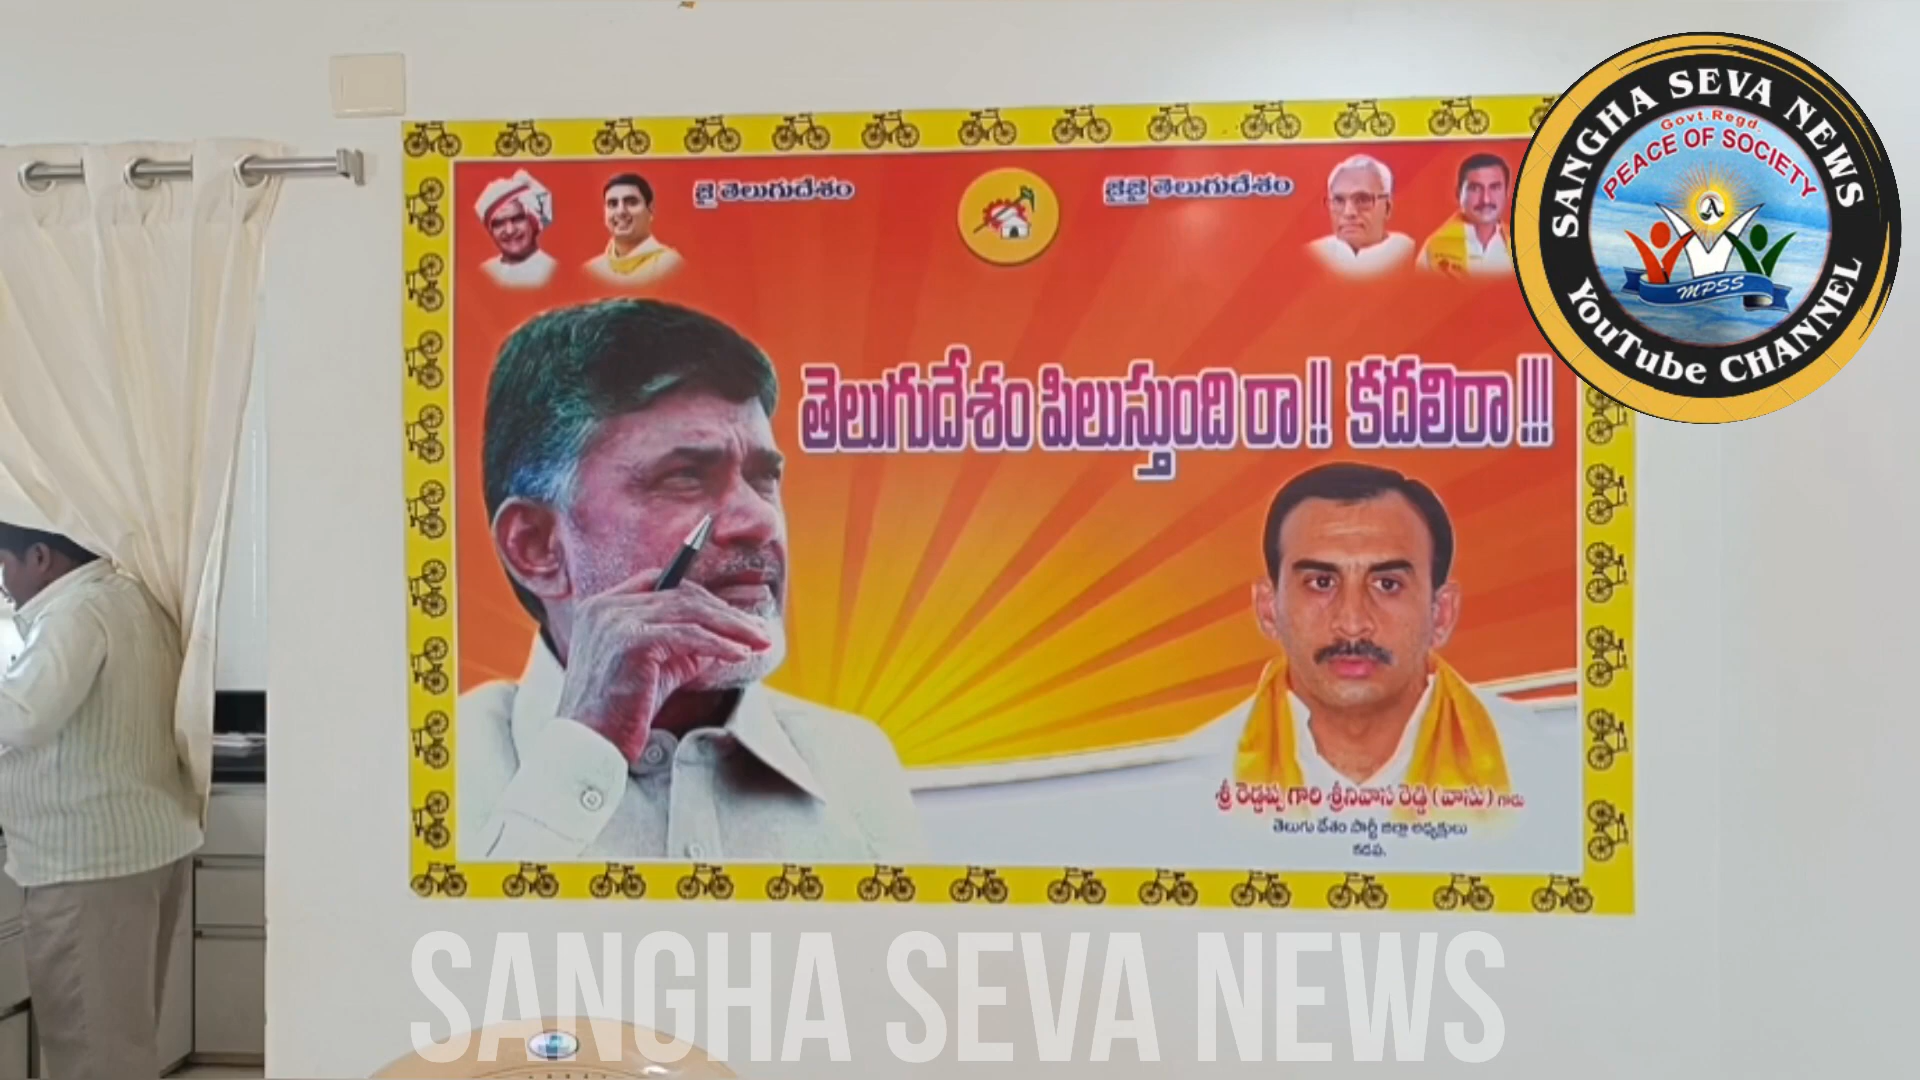 జై తెలుగుదేశం
జైజై తెలుగుదేశం
తెలుగుదేశం పిలుస్తుంది రా !! కదలిరా !!!
శ్రీ రెడ్డప్ప గారి శ్రీనివాస రెడ్డి (వాసు) గారు
తెలుగు దేశం పార్టీ జిల్లా అధ్యక్షులు
కడప.
SANGHA SEVA NEWS
YouTube CHANNEL
Govt.Regd.
PEACE OF SOCIETY
A
MPSS
SANGHA SEVA NEWS